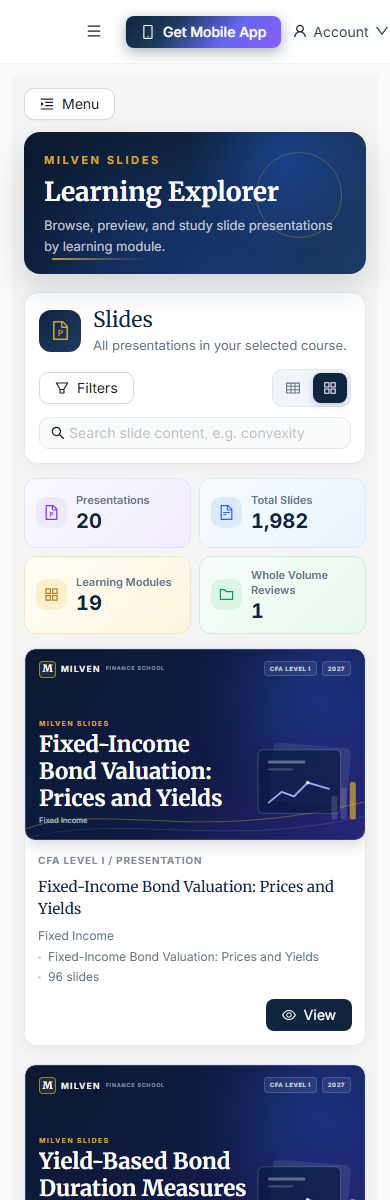 Get Mobile App
Account
Menu
MILVEN SLIDES
Learning Explorer
Browse, preview, and study slide presentations
by learning module.
Slides
All presentations in your selected course.
Filters
Search slide content, e.g. convexity
Presentations
20
Total Slides
1,982
Learning Modules
19
Whole Volume
Reviews
1
M MILVEN FINANCE SCHOOL
CFA LEVEL I
2027
MILVEN SLIDES
Fixed-Income
Bond Valuation:
Prices and Yields
Fixed Income
CFA LEVEL I / PRESENTATION
Fixed-Income Bond Valuation: Prices and
Yields
Fixed Income
Fixed-Income Bond Valuation: Prices and Yields
96 slides
View
M MILVEN FINANCE SCHOOL
CFA LEVEL I
2027
MILVEN SLIDES
Yield-Based Bond
Duration Measures